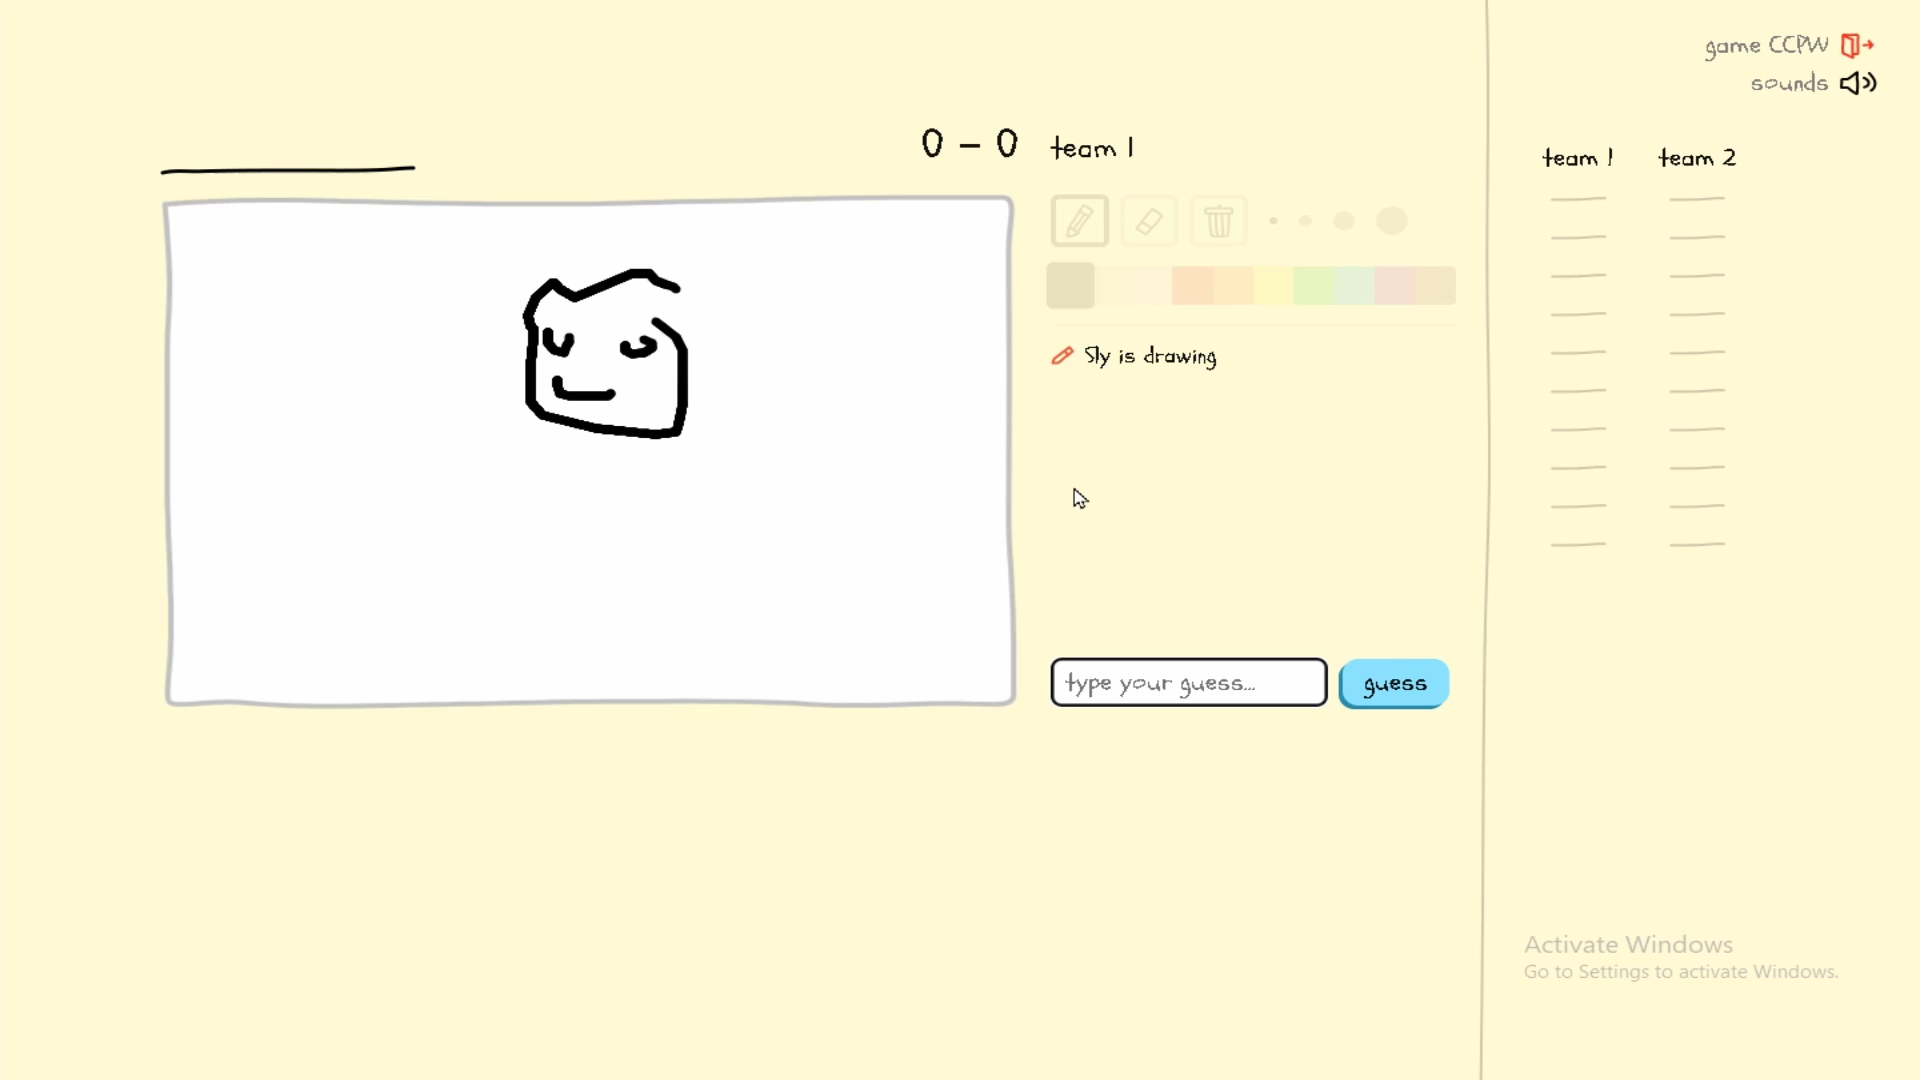 game CCPW
sounds
0 – 0 team 1
team 1 team 2
Sly is drawing
type your guess...
guess
Activate Windows
Go to Settings to activate Windows.